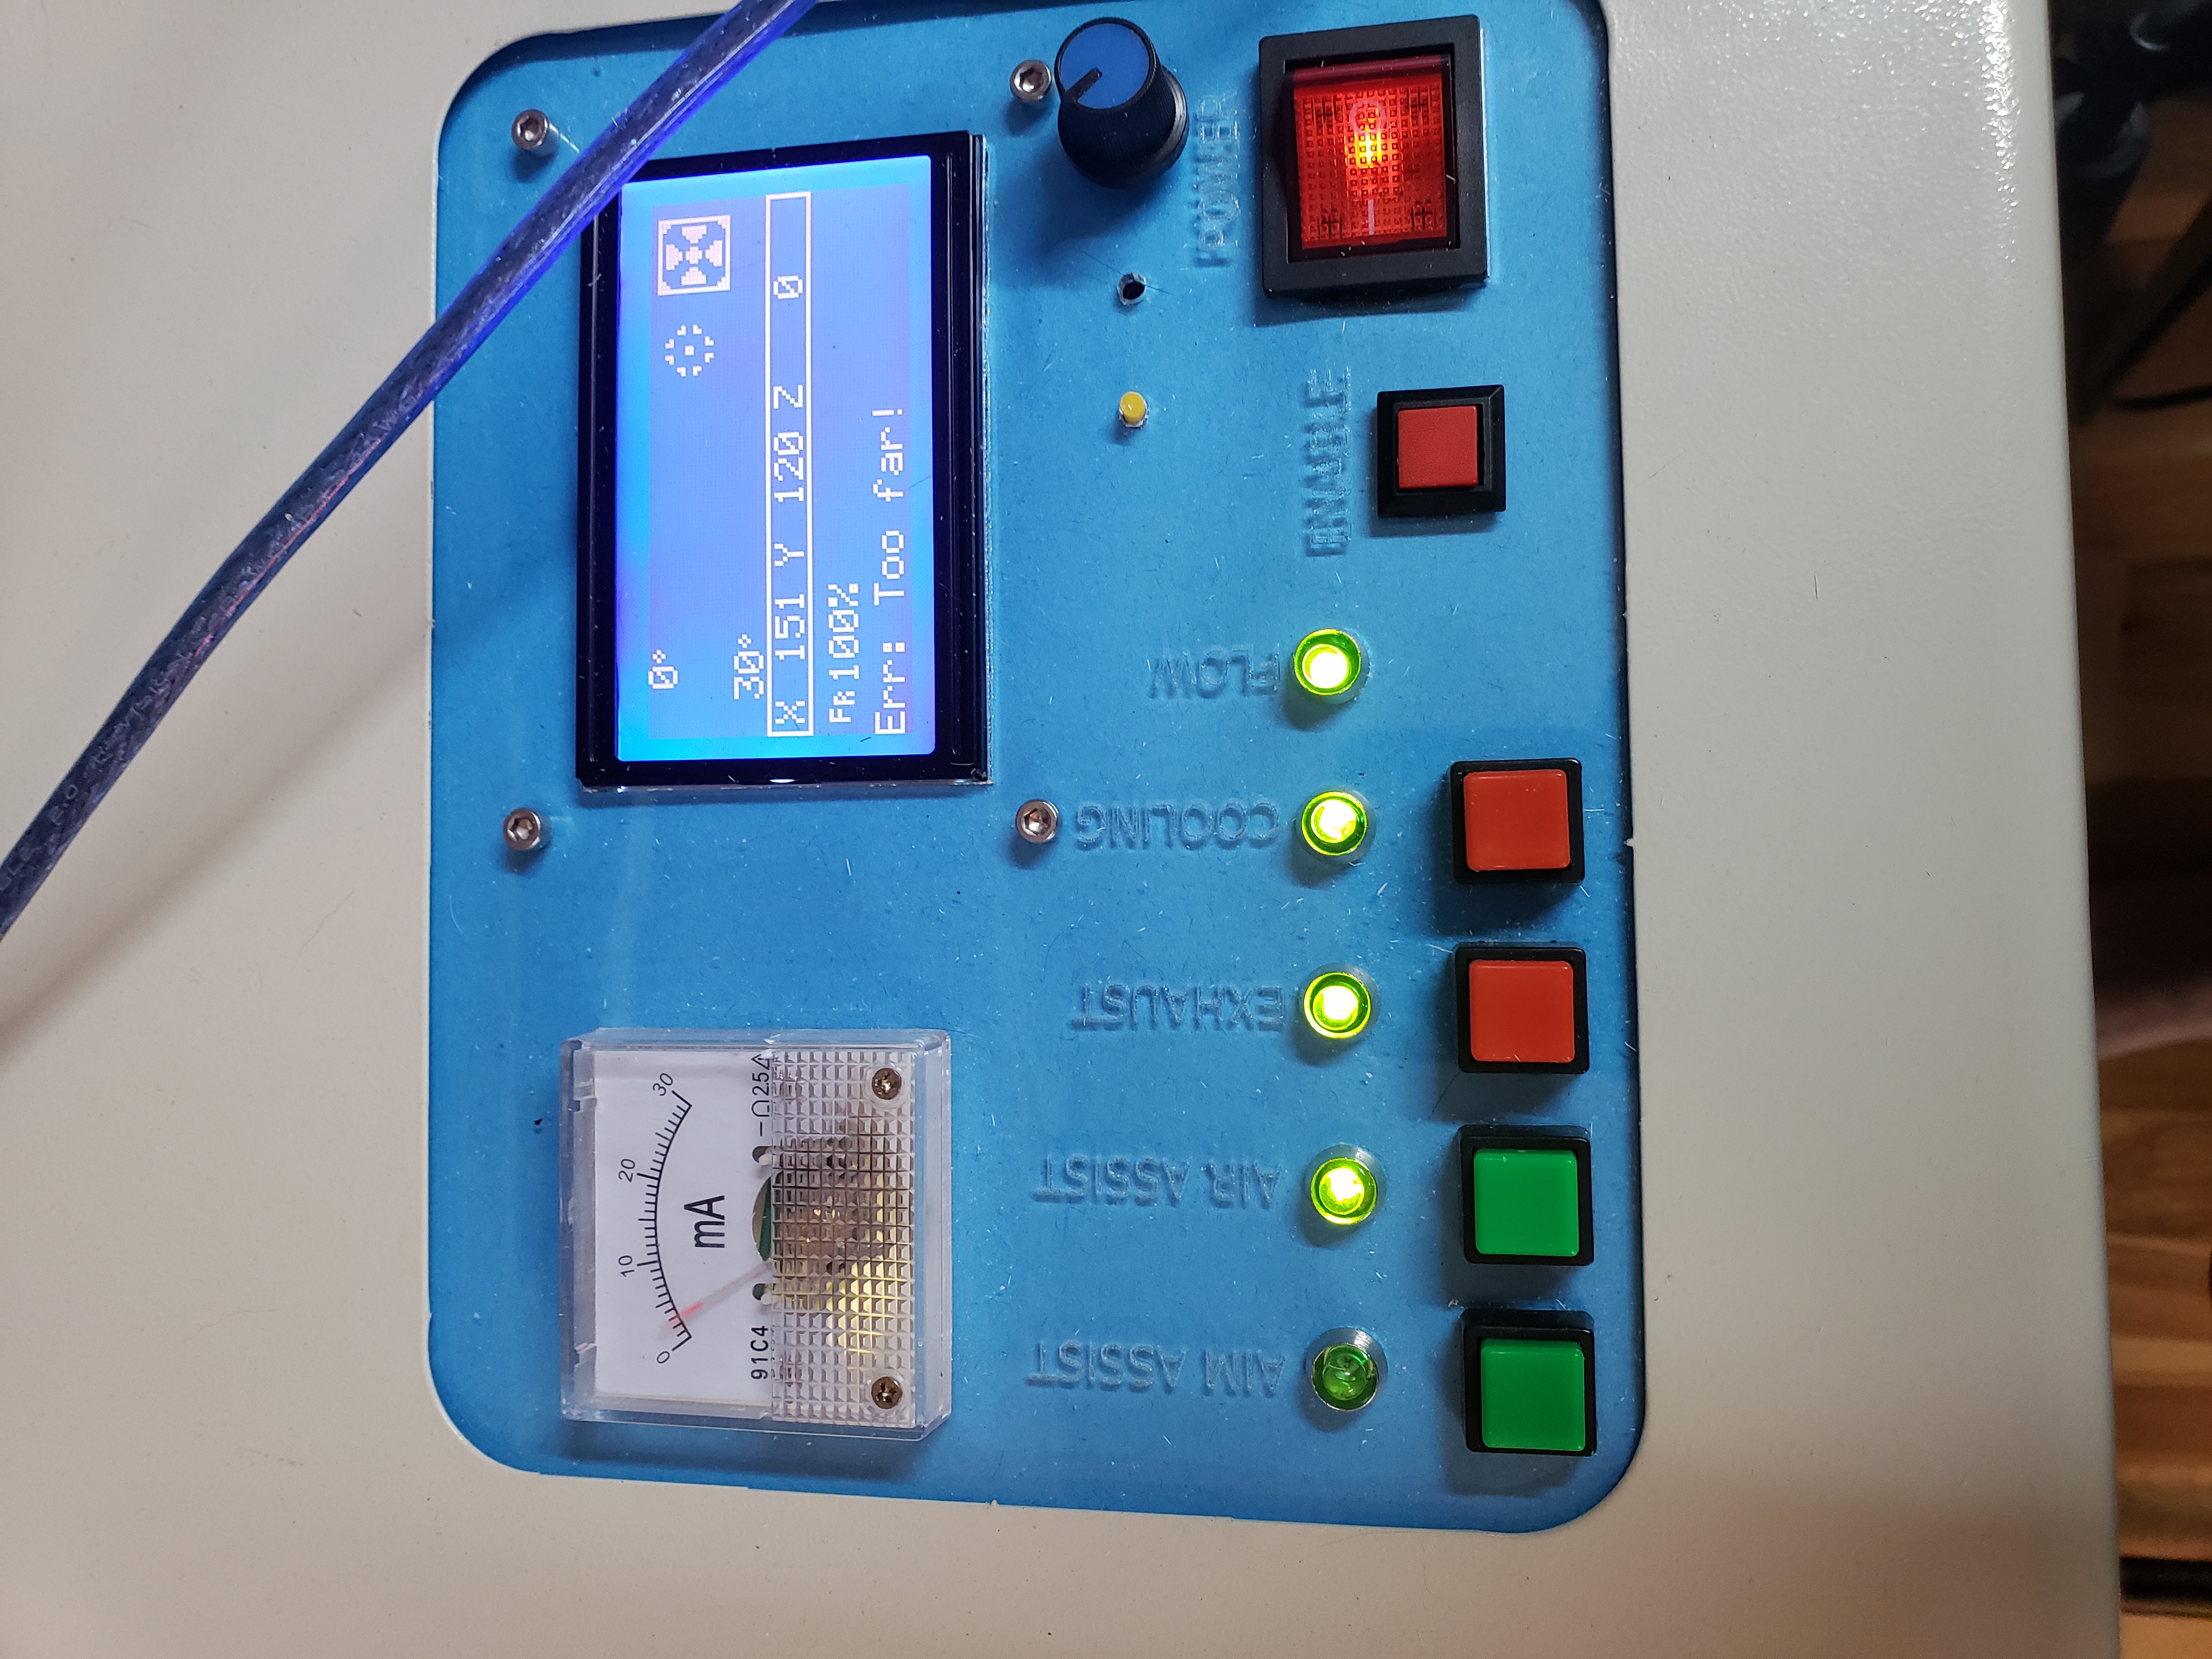 0 10 20 30
mA
91C4
AIM ASSIST
AIR ASSIST
EXHAUST
COOLING
FLOW
0°
30°
X 151 Y 120 Z 0
FR 100%
Err: Too far!
ENABLE
POWER